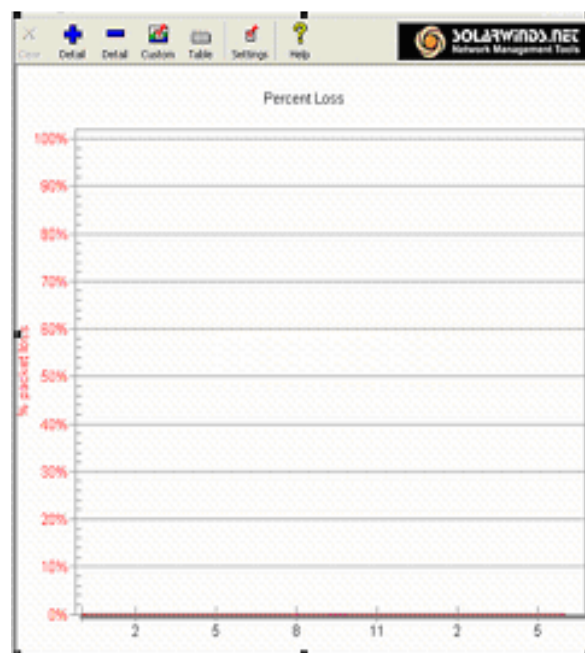 Clear Detail Detail Custom Table Settings Help
SOLARWINDS.NET
Network Management Tools
Percent Loss
100%
90%
80%
70%
60%
50%
40%
30%
20%
10%
0%
% packet loss
2 5 8 11 2 5